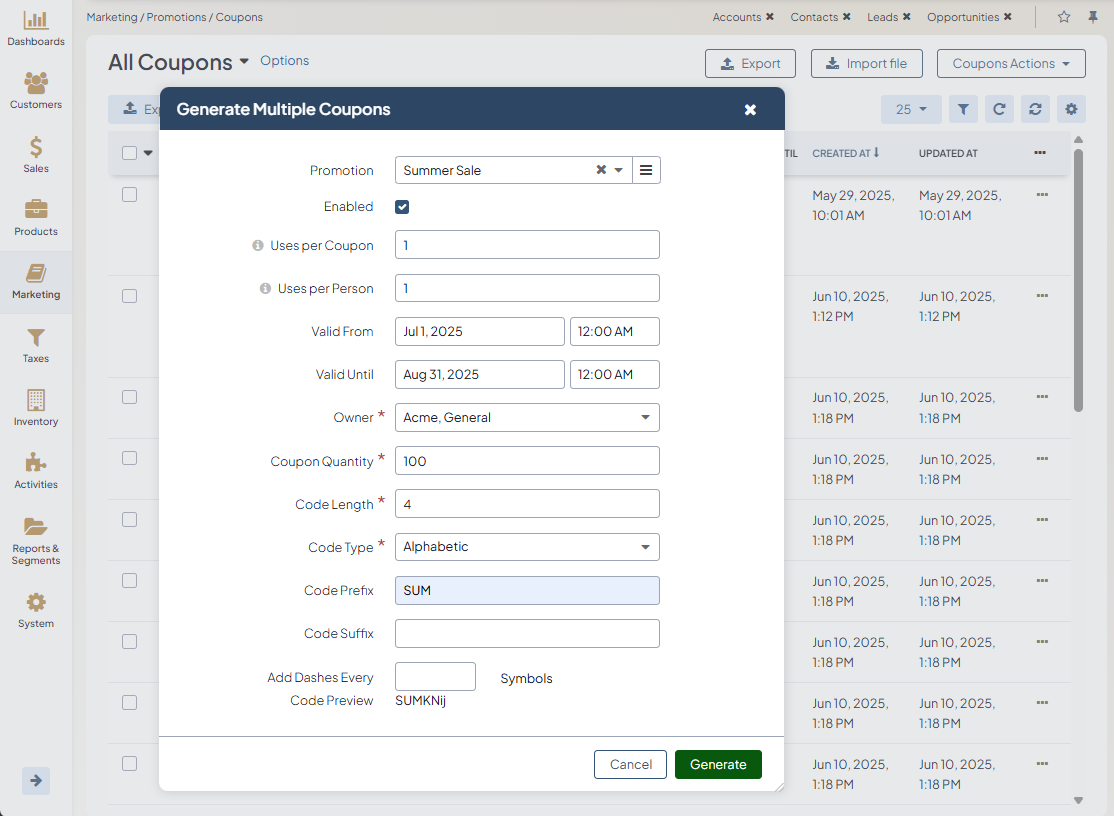 Dashboards
Customers
Sales
Products
Marketing
Taxes
Inventory
Activities
Reports &
Segments
System
Marketing / Promotions / Coupons
Accounts ✖ Contacts ✖ Leads ✖ Opportunities ✖
All Coupons Options
Export Import file Coupons Actions
25
CREATED AT UPDATED AT
Generate Multiple Coupons
Promotion Summer Sale
Enabled
Uses per Coupon 1
Uses per Person 1
Valid From Jul 1, 2025 12:00 AM
Valid Until Aug 31, 2025 12:00 AM
Owner * Acme, General
Coupon Quantity * 100
Code Length * 4
Code Type * Alphabetic
Code Prefix SUM
Code Suffix
Add Dashes Every Symbols
Code Preview SUMKNij
Cancel Generate
May 29, 2025, May 29, 2025,
10:01 AM 10:01 AM
Jun 10, 2025, Jun 10, 2025,
1:12 PM 1:12 PM
Jun 10, 2025, Jun 10, 2025,
1:18 PM 1:18 PM
Jun 10, 2025, Jun 10, 2025,
1:18 PM 1:18 PM
Jun 10, 2025, Jun 10, 2025,
1:18 PM 1:18 PM
Jun 10, 2025, Jun 10, 2025,
1:18 PM 1:18 PM
Jun 10, 2025, Jun 10, 2025,
1:18 PM 1:18 PM
Jun 10, 2025, Jun 10, 2025,
1:18 PM 1:18 PM
Jun 10, 2025, Jun 10, 2025,
1:18 PM 1:18 PM